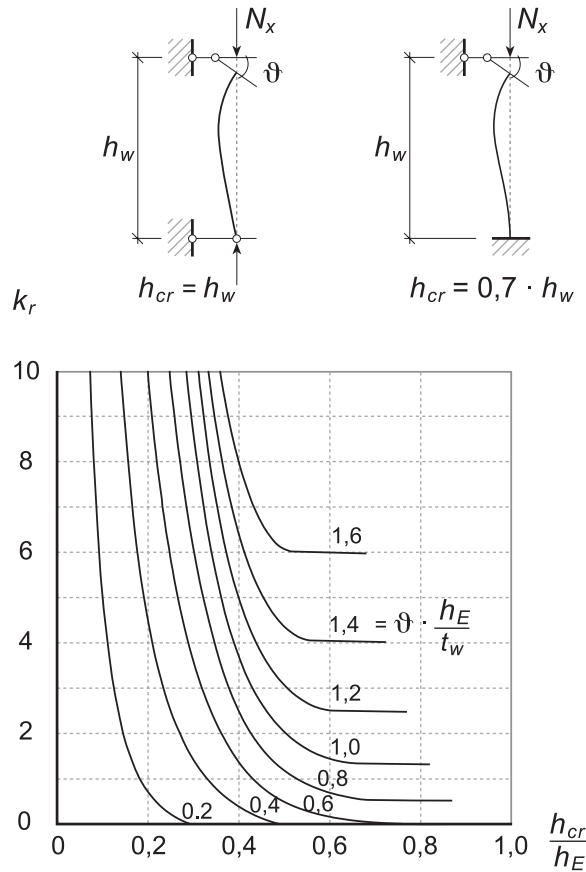 N_x
N_x
ϑ
ϑ
h_w
h_w
h_cr = h_w
h_cr = 0,7 · h_w
k_r
10
8
6
4
2
0
1,6
1,4 = ϑ · h_E / t_w
1,2
1,0
0,8
0.2
0,4
0,6
0
0,2
0,4
0,6
0,8
1,0
h_cr / h_E